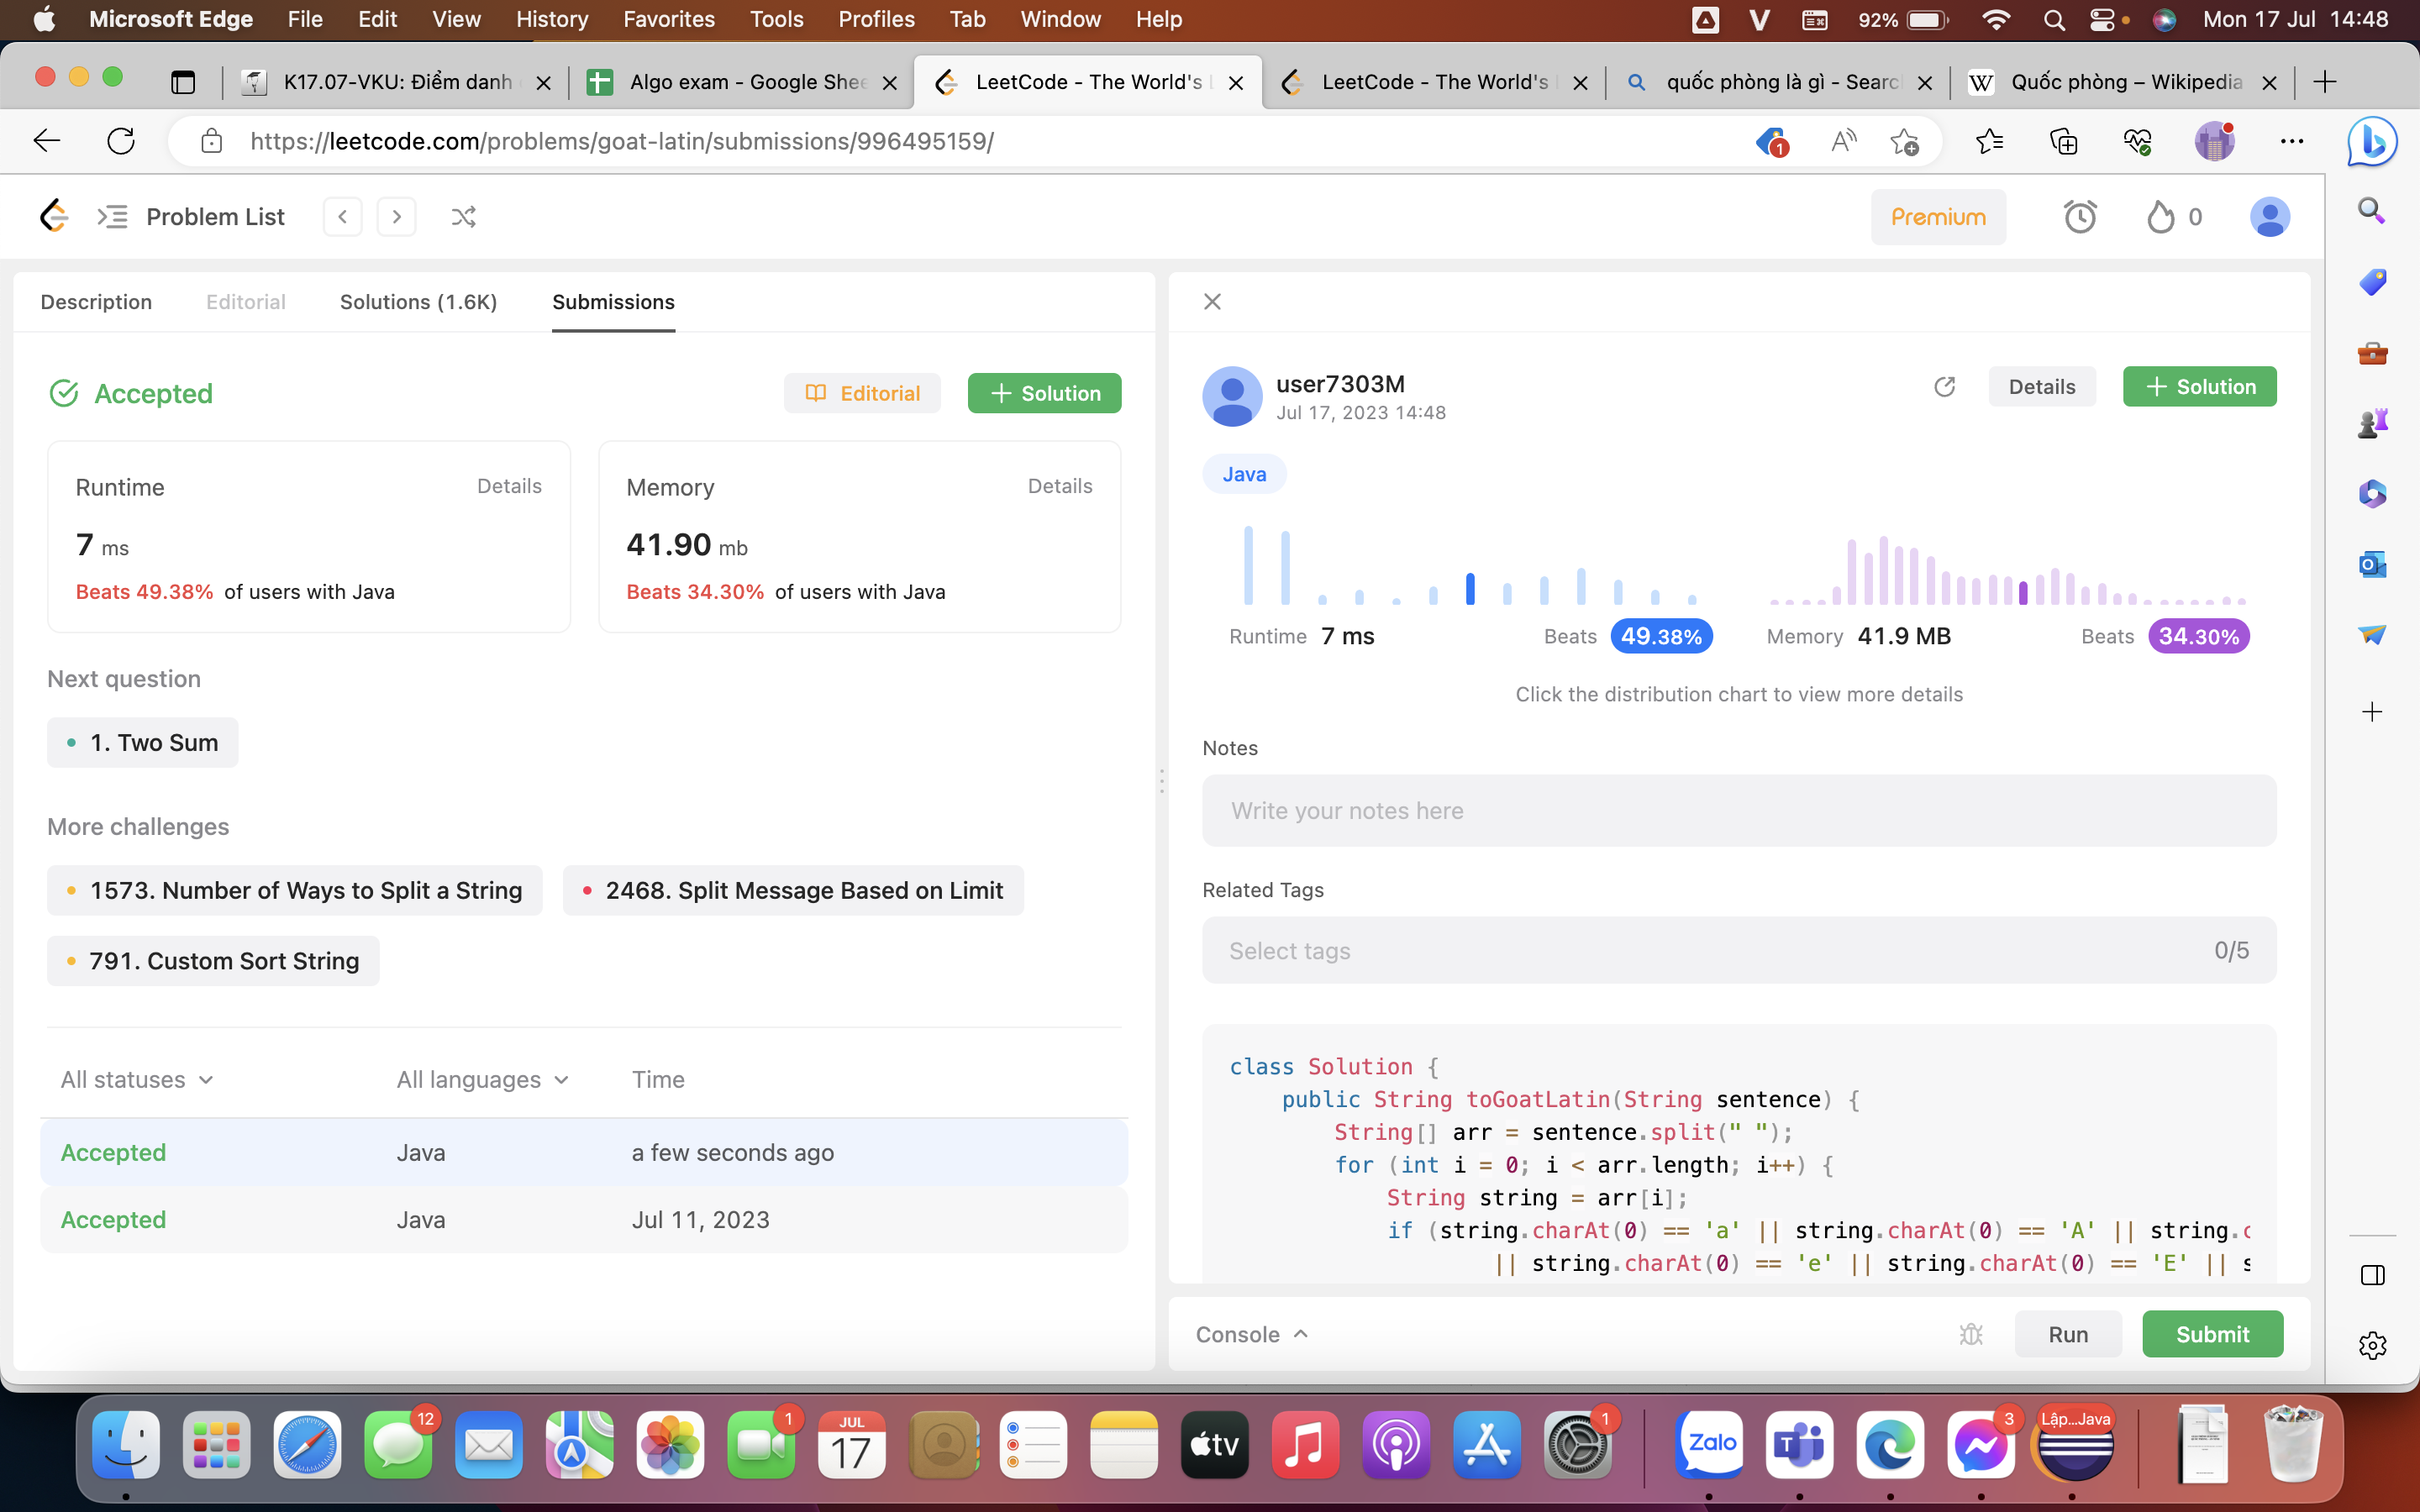 Microsoft Edge File Edit View History Favorites Tools Profiles Tab Window Help 92% Mon 17 Jul 14:48
K17.07-VKU: Điểm danh Algo exam - Google Shee LeetCode - The World's L LeetCode - The World's quốc phòng là gì - Searc W Quốc phòng – Wikipedia
https://leetcode.com/problems/goat-latin/submissions/996495159/ 1
Problem List Premium 0
Description Editorial Solutions (1.6K) Submissions
Accepted Editorial + Solution
Runtime Details
7 ms
Beats 49.38% of users with Java
Memory Details
41.90 mb
Beats 34.30% of users with Java
Next question
1. Two Sum
More challenges
1573. Number of Ways to Split a String 2468. Split Message Based on Limit
791. Custom Sort String
All statuses All languages Time
Accepted Java a few seconds ago
Accepted Java Jul 11, 2023
user7303M Details + Solution
Jul 17, 2023 14:48
Java
Runtime 7 ms Beats 49.38% Memory 41.9 MB Beats 34.30%
Click the distribution chart to view more details
Notes
Write your notes here
Related Tags
Select tags 0/5
class Solution {
public String toGoatLatin(String sentence) {
String[] arr = sentence.split(" ");
for (int i = 0; i < arr.length; i++) {
String string = arr[i];
if (string.charAt(0) == 'a' || string.charAt(0) == 'A' || string.c
|| string.charAt(0) == 'e' || string.charAt(0) == 'E' || s
Console Run Submit
12 1 JUL 17 tv 1 Zalo 3 Lập...Java